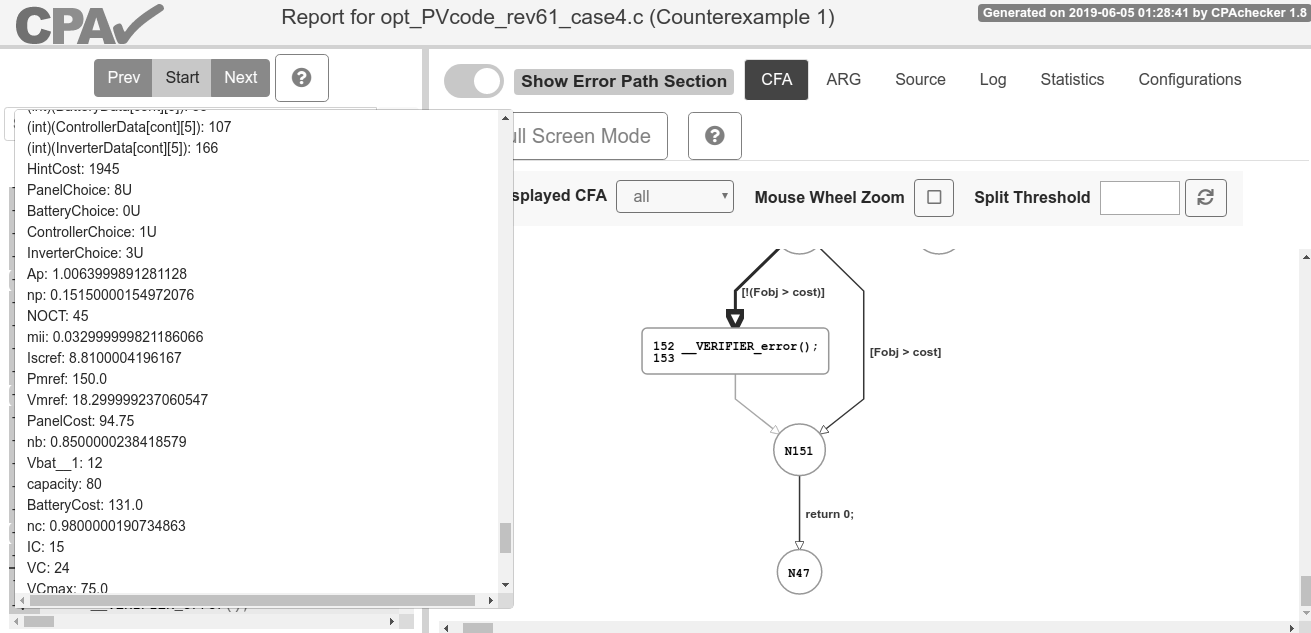 CPA
Report for opt_PVcode_rev61_case4.c (Counterexample 1)
Generated on 2019-06-05 01:28:41 by CPAchecker 1.8
Prev Start Next ?
Show Error Path Section CFA ARG Source Log Statistics Configurations
ull Screen Mode ?
splayed CFA all Mouse Wheel Zoom Split Threshold
(int)(ControllerData[cont][5]): 107
(int)(InverterData[cont][5]): 166
HintCost: 1945
PanelChoice: 8U
BatteryChoice: 0U
ControllerChoice: 1U
InverterChoice: 3U
Ap: 1.0063999891281128
np: 0.15150000154972076
NOCT: 45
mii: 0.032999999821186066
Iscref: 8.8100004196167
Pmref: 150.0
Vmref: 18.299999237060547
PanelCost: 94.75
nb: 0.8500000238418579
Vbat__1: 12
capacity: 80
BatteryCost: 131.0
nc: 0.9800000190734863
IC: 15
VC: 24
VCmax: 75.0
[!(Fobj > cost)]
152 __VERIFIER_error();
153
[Fobj > cost]
N151
return 0;
N47